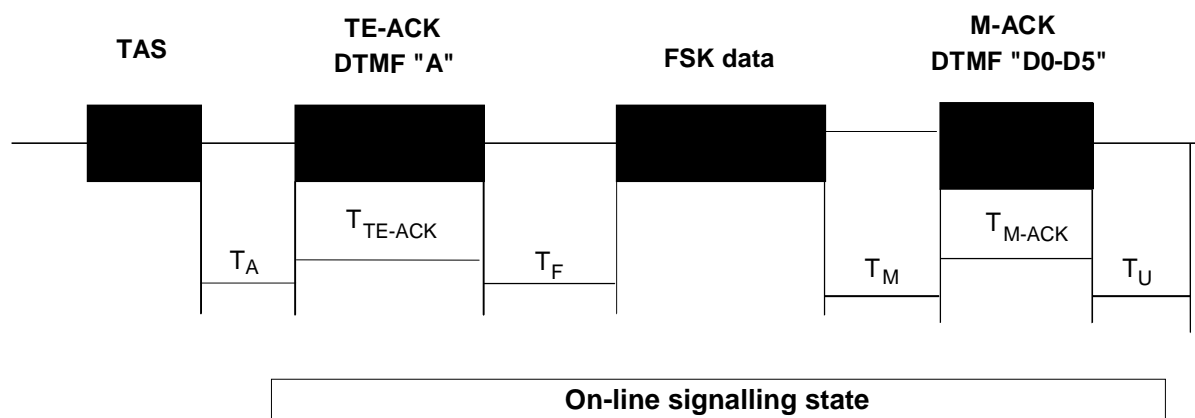 TAS
TE-ACK
DTMF "A"
FSK data
M-ACK
DTMF "D0-D5"
T_A
T_TE-ACK
T_F
T_M
T_M-ACK
T_U
On-line signalling state